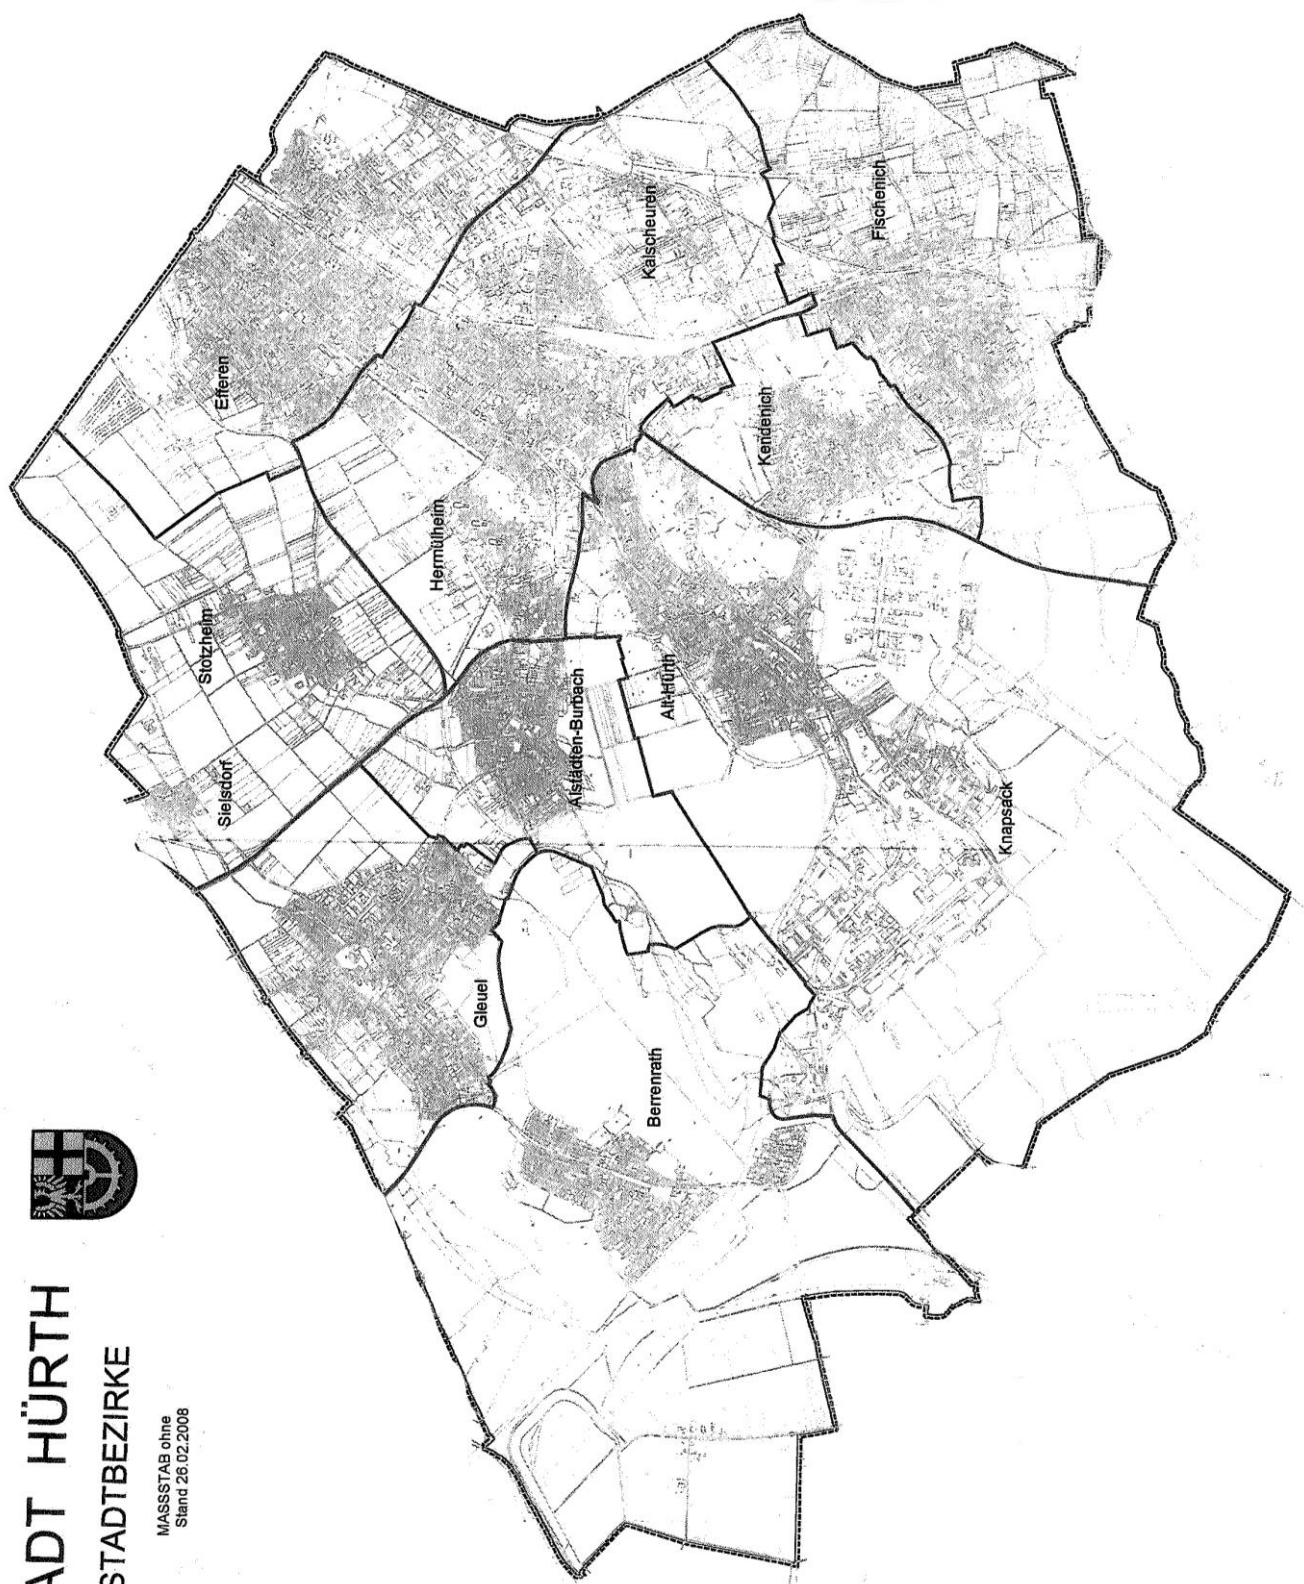 ADT HÜRTH
STADTBEZIRKE
MASSSTAB ohne
Stand 26.02.2008
Efferen
Stotzheim
Sielsdorf
Hermülheim
Kalscheuren
Fischenich
Kendenich
Alstädten-Burbach
Alt-Hürth
Gleuel
Knapsack
Berrenrath